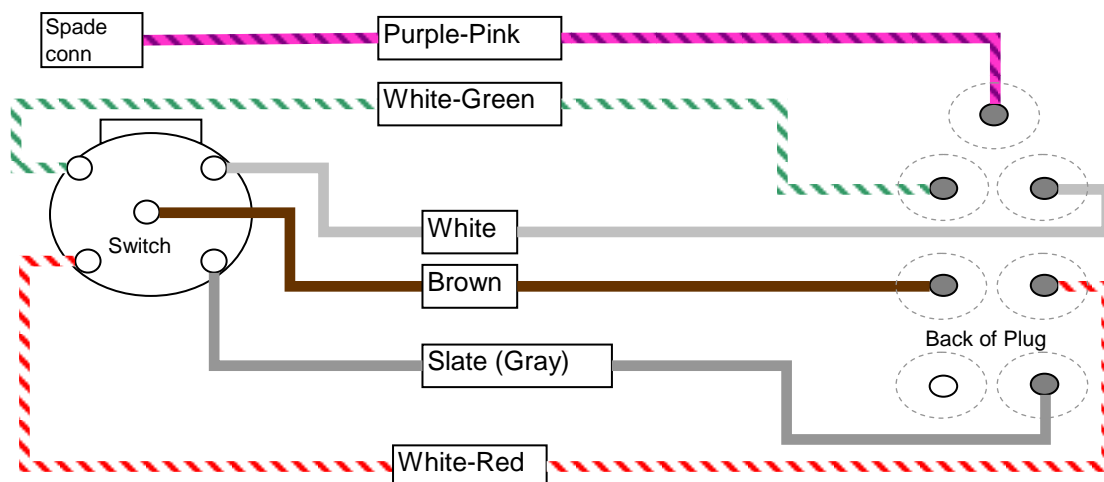 Spade
conn
Purple-Pink
White-Green
White
Switch
Brown
Back of Plug
Slate (Gray)
White-Red